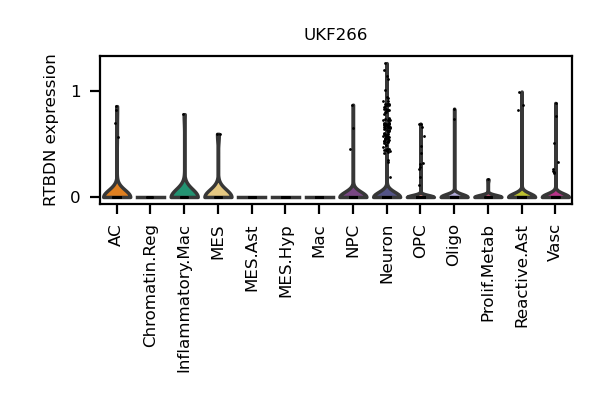 UKF266
RTBDN expression
1
0
AC
Chromatin.Reg
Inflammatory.Mac
MES
MES.Ast
MES.Hyp
Mac
NPC
Neuron
OPC
Oligo
Prolif.Metab
Reactive.Ast
Vasc